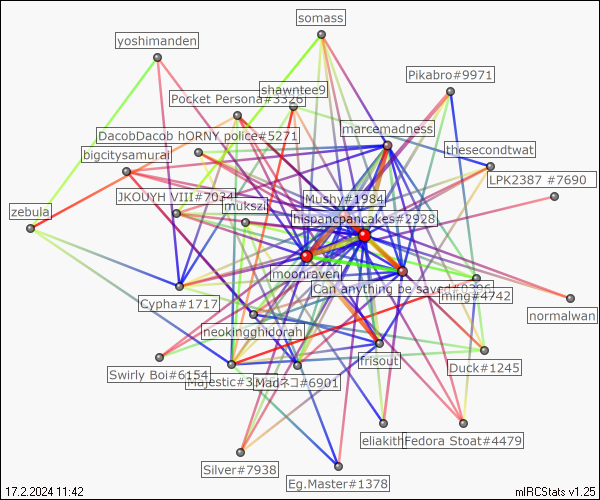 somass
yoshimanden
Pikabro#9971
shawntee9
Pocket Persona#3326
marcemadness
DacobDacob hORNY police#5271
thesecondtwat
bigcitysamurai
LPK2387 #7690
JKOUYH VIII#7034
mukszi
Mushy#1984
zebula
hispancpancakes#2928
moonraven
Can anything be saved
ming#4742
Cypha#1717
normalwan
neokingghidorah
frisout
Swirly Boi#6154
Majestic#3
Madネコ#6901
Duck#1245
eliakith
Fedora Stoat#4479
Silver#7938
Eg.Master#1378
17.2.2024 11:42
mIRCStats v1.25